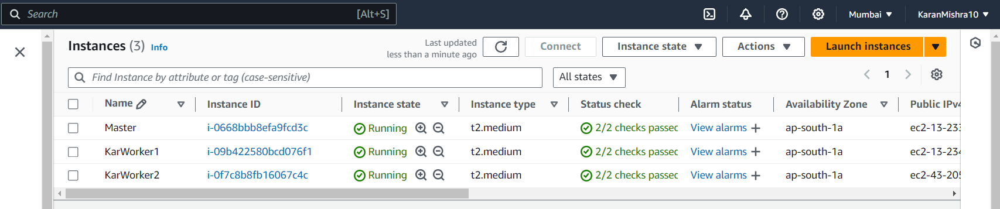 Search [Alt+S] Mumbai KaranMishra10
Instances (3) Info Last updated less than a minute ago Connect Instance state Actions Launch instances
Find Instance by attribute or tag (case-sensitive) All states 1
Name Instance ID Instance state Instance type Status check Alarm status Availability Zone Public IPv4
Master i-0668bbb8efa9fcd3c Running t2.medium 2/2 checks passec View alarms ap-south-1a ec2-13-233
KarWorker1 i-09b422580bcd076f1 Running t2.medium 2/2 checks passec View alarms ap-south-1a ec2-13-234
KarWorker2 i-0f7c8b8fb16067c4c Running t2.medium 2/2 checks passec View alarms ap-south-1a ec2-43-205